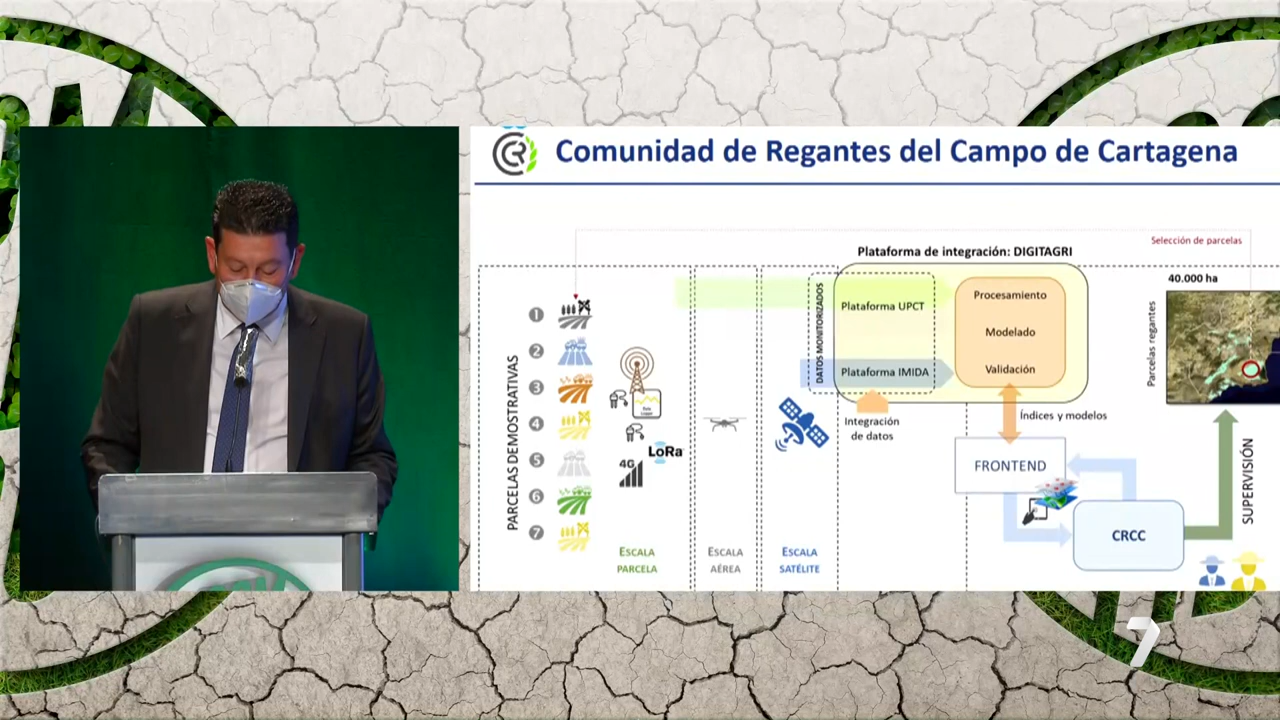 Comunidad de Regantes del Campo de Cartagena
Selección de parcelas
Plataforma de integración: DIGITAGRI
40.000 ha
PARCELAS DEMOSTRATIVAS
1
2
3
4
5
6
7
4G
LoRa
ESCALA
PARCELA
ESCALA
AÉREA
ESCALA
SATÉLITE
DATOS MONITORIZADOS
Plataforma UPCT
Plataforma IMIDA
Procesamiento
Modelado
Validación
Integración
de datos
Índices y modelos
FRONTEND
CRCC
Parcelas regantes
SUPERVISIÓN
7